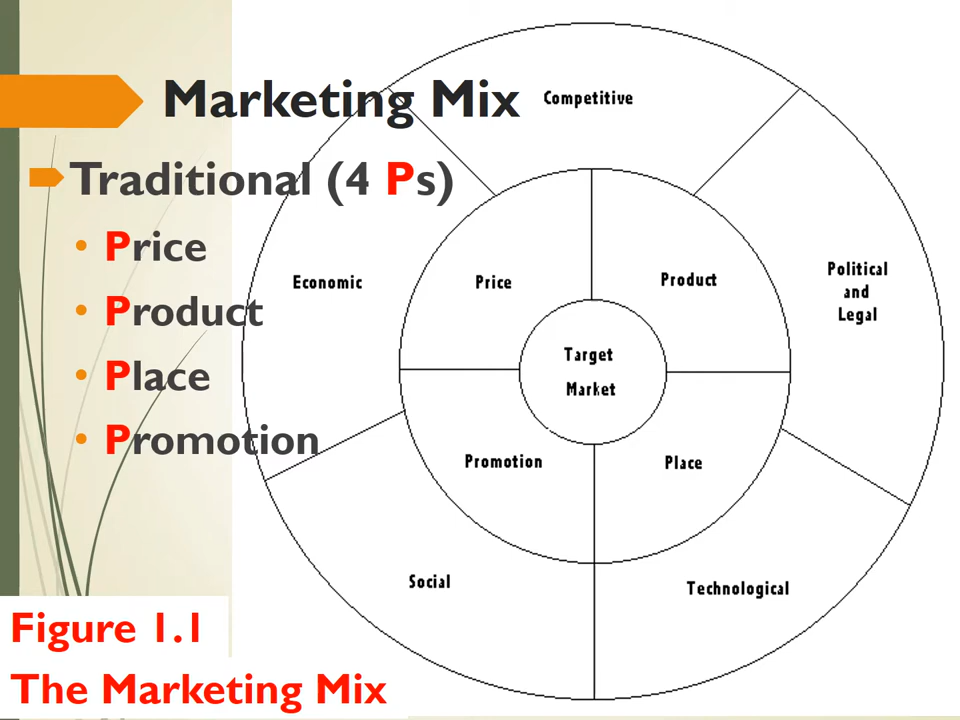 Marketing Mix
Traditional (4 Ps)
• Price
• Product
• Place
• Promotion
Competitive
Economic
Price
Product
Political
and
Legal
Target
Market
Promotion
Place
Social
Technological
Figure 1.1
The Marketing Mix